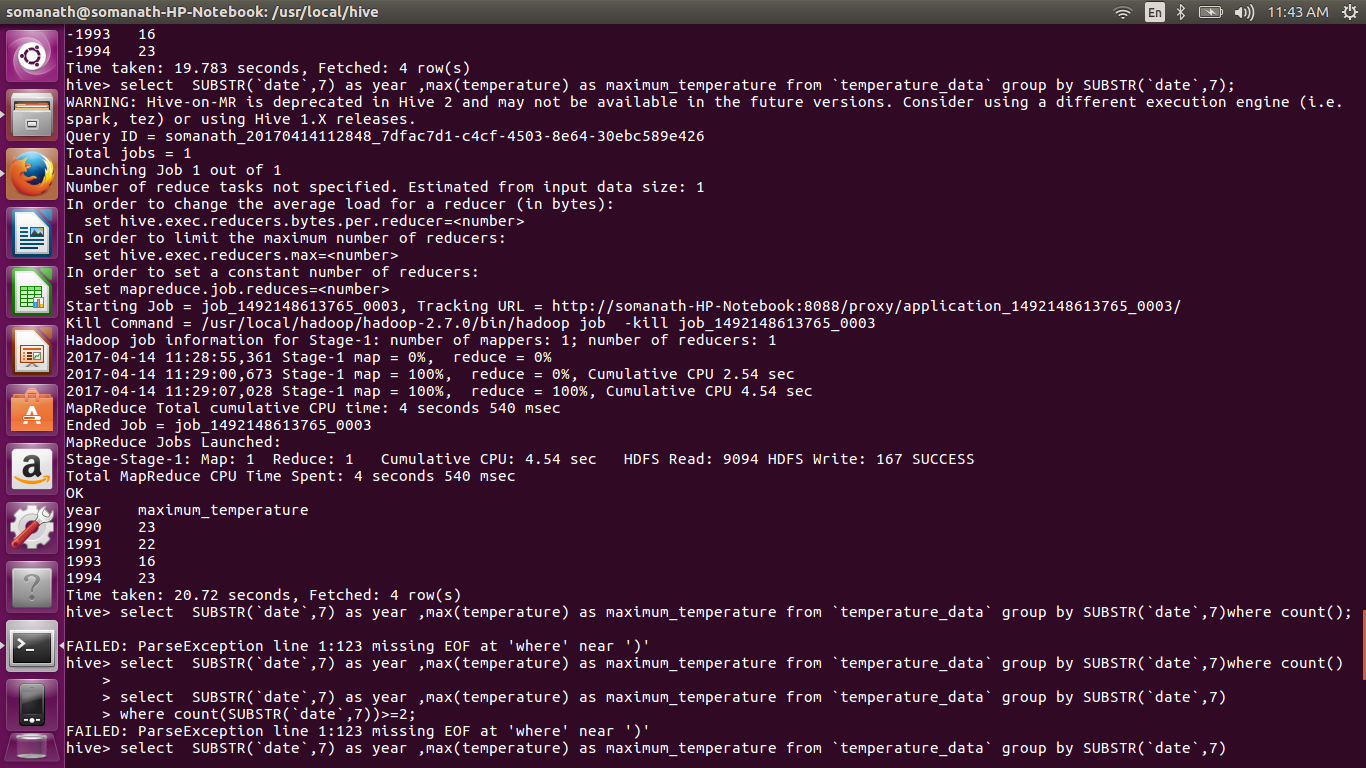 somanath@somanath-HP-Notebook: /usr/local/hive
En
11:43 AM
-1993   16
-1994   23
Time taken: 19.783 seconds, Fetched: 4 row(s)
hive> select  SUBSTR(`date`,7) as year ,max(temperature) as maximum_temperature from `temperature_data` group by SUBSTR(`date`,7);
WARNING: Hive-on-MR is deprecated in Hive 2 and may not be available in the future versions. Consider using a different execution engine (i.e.
spark, tez) or using Hive 1.X releases.
Query ID = somanath_20170414112848_7dfac7d1-c4cf-4503-8e64-30ebc589e426
Total jobs = 1
Launching Job 1 out of 1
Number of reduce tasks not specified. Estimated from input data size: 1
In order to change the average load for a reducer (in bytes):
  set hive.exec.reducers.bytes.per.reducer=<number>
In order to limit the maximum number of reducers:
  set hive.exec.reducers.max=<number>
In order to set a constant number of reducers:
  set mapreduce.job.reduces=<number>
Starting Job = job_1492148613765_0003, Tracking URL = http://somanath-HP-Notebook:8088/proxy/application_1492148613765_0003/
Kill Command = /usr/local/hadoop/hadoop-2.7.0/bin/hadoop job  -kill job_1492148613765_0003
Hadoop job information for Stage-1: number of mappers: 1; number of reducers: 1
2017-04-14 11:28:55,361 Stage-1 map = 0%,  reduce = 0%
2017-04-14 11:29:00,673 Stage-1 map = 100%,  reduce = 0%, Cumulative CPU 2.54 sec
2017-04-14 11:29:07,028 Stage-1 map = 100%,  reduce = 100%, Cumulative CPU 4.54 sec
MapReduce Total cumulative CPU time: 4 seconds 540 msec
Ended Job = job_1492148613765_0003
MapReduce Jobs Launched:
Stage-Stage-1: Map: 1  Reduce: 1   Cumulative CPU: 4.54 sec   HDFS Read: 9094 HDFS Write: 167 SUCCESS
Total MapReduce CPU Time Spent: 4 seconds 540 msec
OK
year    maximum_temperature
1990    23
1991    22
1993    16
1994    23
Time taken: 20.72 seconds, Fetched: 4 row(s)
hive> select  SUBSTR(`date`,7) as year ,max(temperature) as maximum_temperature from `temperature_data` group by SUBSTR(`date`,7)where count();
FAILED: ParseException line 1:123 missing EOF at 'where' near ')'
hive> select  SUBSTR(`date`,7) as year ,max(temperature) as maximum_temperature from `temperature_data` group by SUBSTR(`date`,7)where count()
    >
    > select  SUBSTR(`date`,7) as year ,max(temperature) as maximum_temperature from `temperature_data` group by SUBSTR(`date`,7)
    > where count(SUBSTR(`date`,7))>=2;
FAILED: ParseException line 1:123 missing EOF at 'where' near ')'
hive> select  SUBSTR(`date`,7) as year ,max(temperature) as maximum_temperature from `temperature_data` group by SUBSTR(`date`,7)